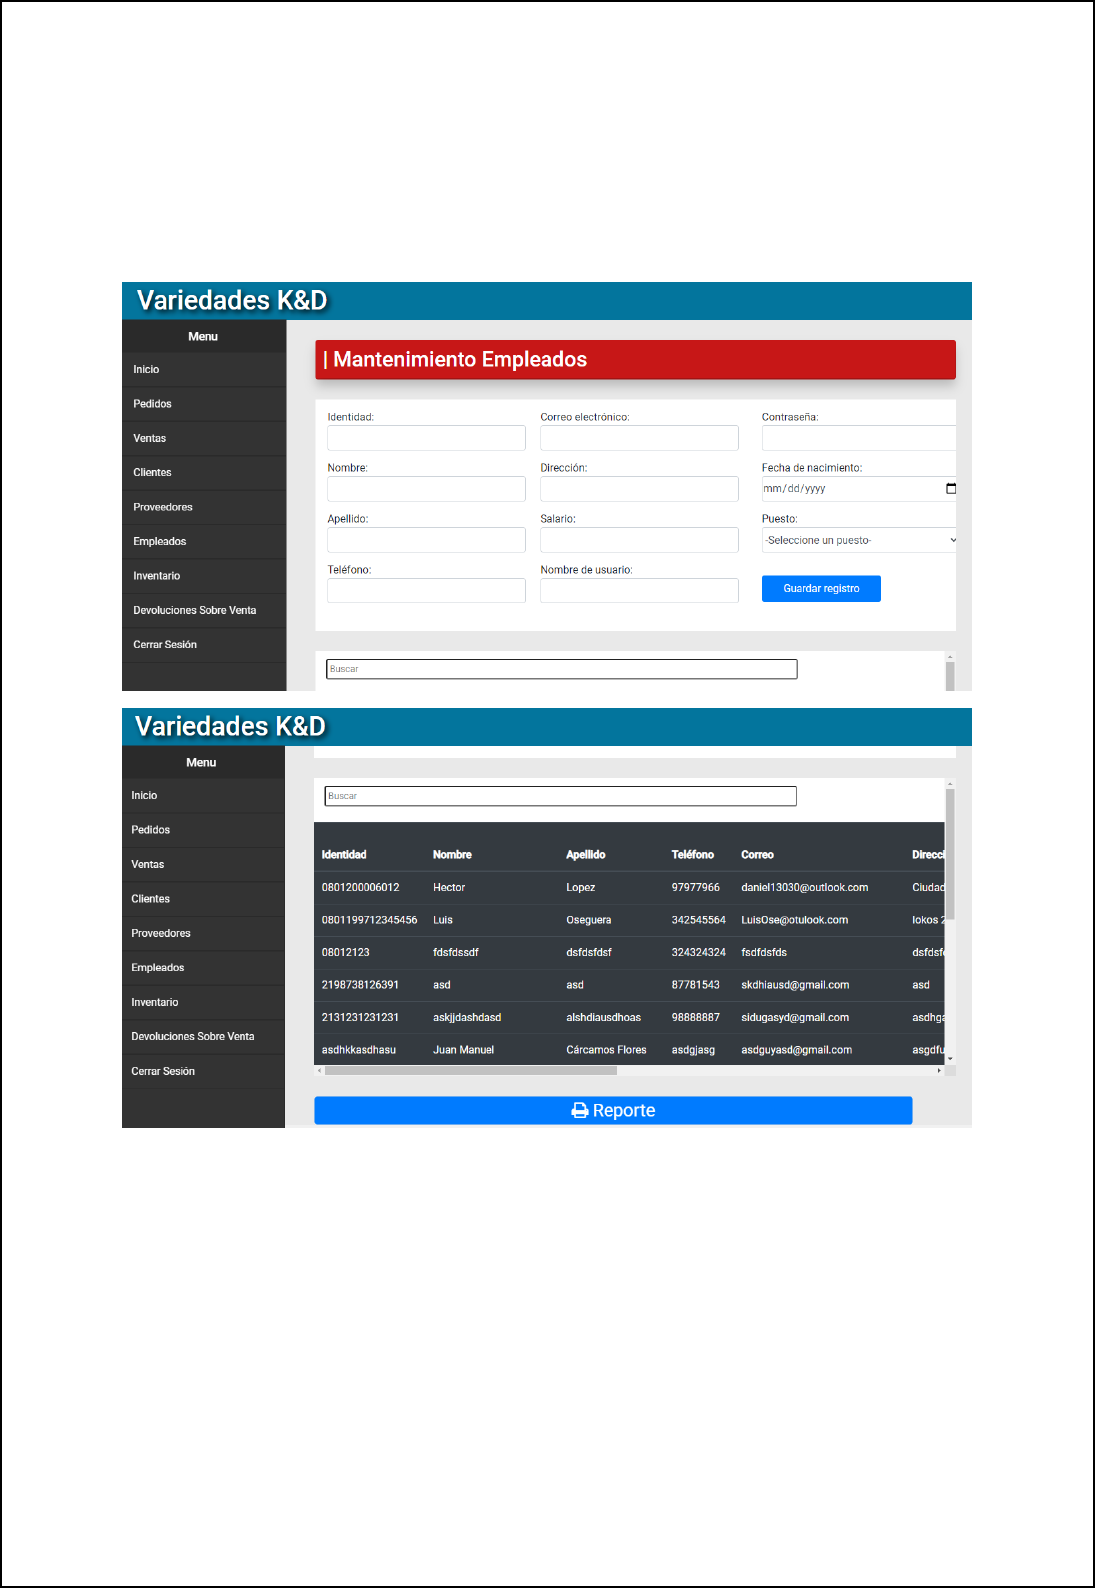 Variedades K&D
Menu
Inicio
Pedidos
Ventas
Clientes
Proveedores
Empleados
Inventario
Devoluciones Sobre Venta
Cerrar Sesión
| Mantenimiento Empleados
Identidad: Correo electrónico: Contraseña:
Nombre: Dirección: Fecha de nacimiento:
mm/dd/yyyy
Apellido: Salario: Puesto:
-Seleccione un puesto-
Teléfono: Nombre de usuario:
Guardar registro
Buscar
Variedades K&D
Menu
Inicio
Pedidos
Ventas
Clientes
Proveedores
Empleados
Inventario
Devoluciones Sobre Venta
Cerrar Sesión
Buscar
Identidad Nombre Apellido Teléfono Correo Direcci
0801200006012 Hector Lopez 97977966 daniel13030@outlook.com Ciudad
0801199712345456 Luis Oseguera 342545564 LuisOse@otulook.com lokos 2
08012123 fdsfdssdf dsfdsfdsf 324324324 fsdfdsfds dsfdsf
2198738126391 asd asd 87781543 skdhiausd@gmail.com asd
2131231231231 askjjdashdasd alshdiausdhoas 98888887 sidugasyd@gmail.com asdhga
asdhkkasdhasu Juan Manuel Cárcamos Flores asdgjasg asdguyasd@gmail.com asgdfu
Reporte